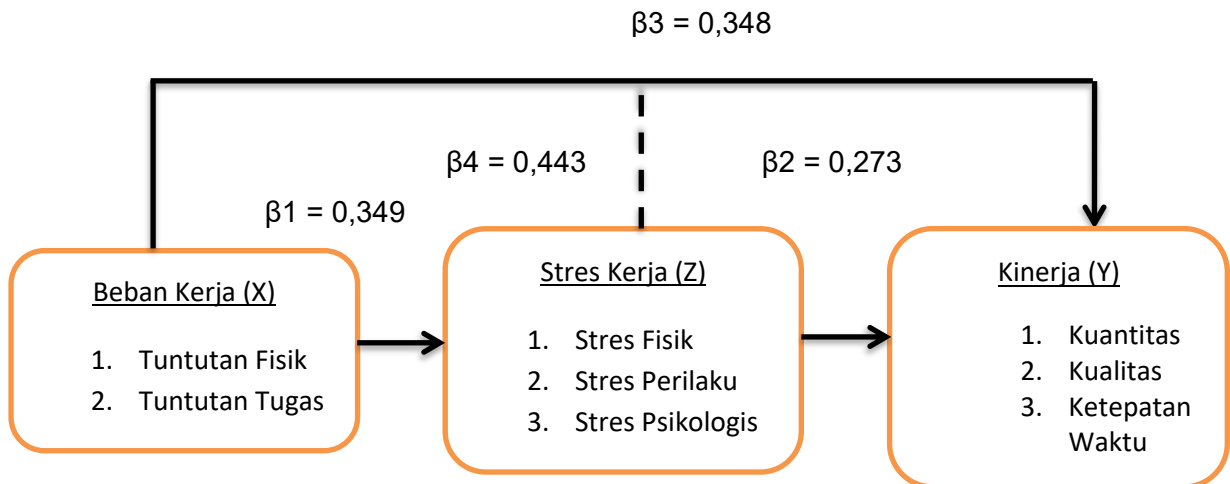 β3 = 0,348
β4 = 0,443
β2 = 0,273
β1 = 0,349
Beban Kerja (X)
1. Tuntutan Fisik
2. Tuntutan Tugas
Stres Kerja (Z)
1. Stres Fisik
2. Stres Perilaku
3. Stres Psikologis
Kinerja (Y)
1. Kuantitas
2. Kualitas
3. Ketepatan
Waktu